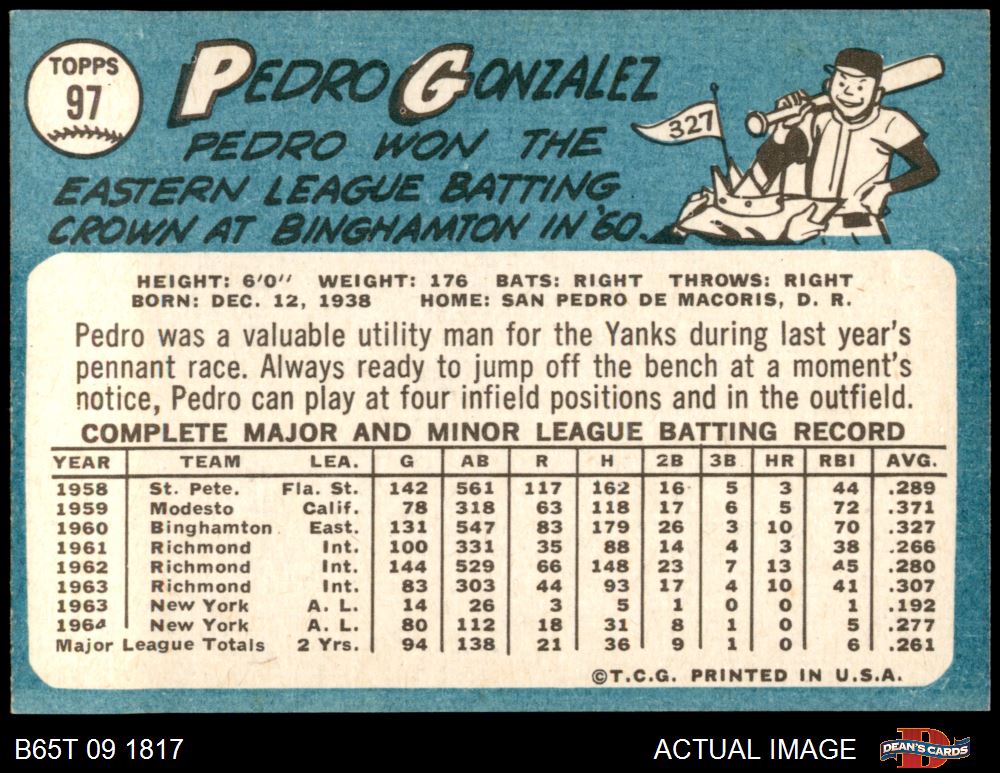 TOPPS
97
PEDRO GONZALEZ
327
PEDRO WON THE
EASTERN LEAGUE BATTING
CROWN AT BINGHAMTON IN '60.
HEIGHT: 6'0" WEIGHT: 176 BATS: RIGHT THROWS: RIGHT
BORN: DEC. 12, 1938 HOME: SAN PEDRO DE MACORIS, D. R.
Pedro was a valuable utility man for the Yanks during last year's
pennant race. Always ready to jump off the bench at a moment's
notice, Pedro can play at four infield positions and in the outfield.
COMPLETE MAJOR AND MINOR LEAGUE BATTING RECORD
YEAR TEAM LEA. G AB R H 2B 3B HR RBI AVG.
1958 St. Pete. Fla. St. 142 561 117 162 16 5 3 44 .289
1959 Modesto Calif. 78 318 63 118 17 6 5 72 .371
1960 Binghamton East. 131 547 83 179 26 3 10 70 .327
1961 Richmond Int. 100 331 35 88 14 4 3 38 .266
1962 Richmond Int. 144 529 66 148 23 7 13 45 .280
1963 Richmond Int. 83 303 44 93 17 4 10 41 .307
1963 New York A. L. 14 26 3 5 1 0 0 1 .192
1964 New York A. L. 80 112 18 31 8 1 0 5 .277
Major League Totals 2 Yrs. 94 138 21 36 9 1 0 6 .261
©T.C.G. PRINTED IN U.S.A.
B65T 09 1817 ACTUAL IMAGE DEAN'S CARDS